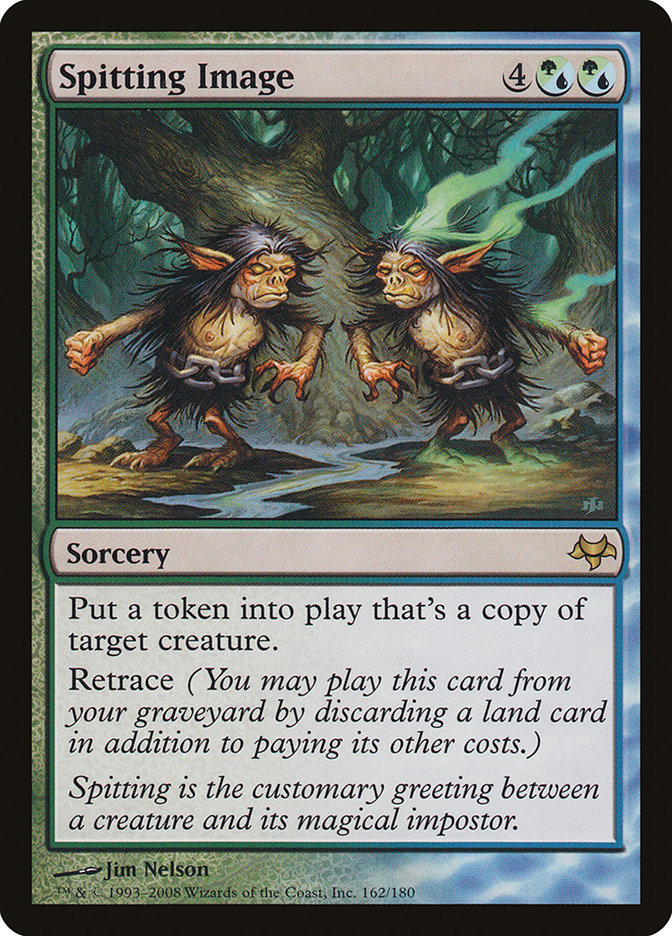 Spitting Image 4
Sorcery
Put a token into play that's a copy of
target creature.
Retrace (You may play this card from
your graveyard by discarding a land card
in addition to paying its other costs.)
Spitting is the customary greeting between
a creature and its magical impostor.
Jim Nelson
™ & © 1993–2008 Wizards of the Coast, Inc. 162/180